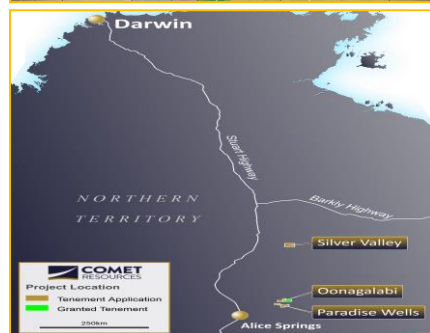 Darwin
Stuart Highway
NORTHERN
TERRITORY
Barkly Highway
Silver Valley
COMET
RESOURCES
Project Location
Tenement Application
Granted Tenement
250km
Oonagalabi
Paradise Wells
Alice Springs